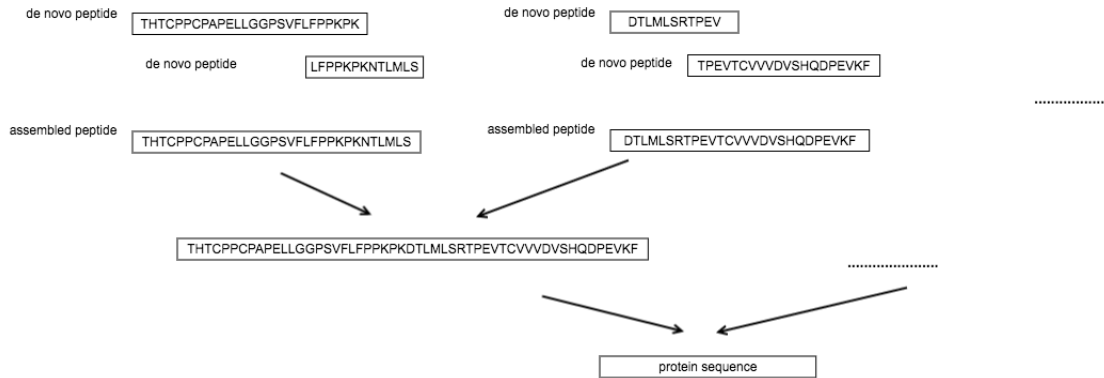 de novo peptide THTCPPCPAPELLGGPSVFLFPPKPK
de novo peptide DTLMLSRTPEV
de novo peptide LFPPKPKNTLMLS
de novo peptide TPEVTCVVVDVSHQDPEVKF
assembled peptide THTCPPCPAPELLGGPSVFLFPPKPKNTLMLS
assembled peptide DTLMLSRTPEVTCVVVDVSHQDPEVKF
THTCPPCPAPELLGGPSVFLFPPKPKDTLMLSRTPEVTCVVVDVSHQDPEVKF
protein sequence